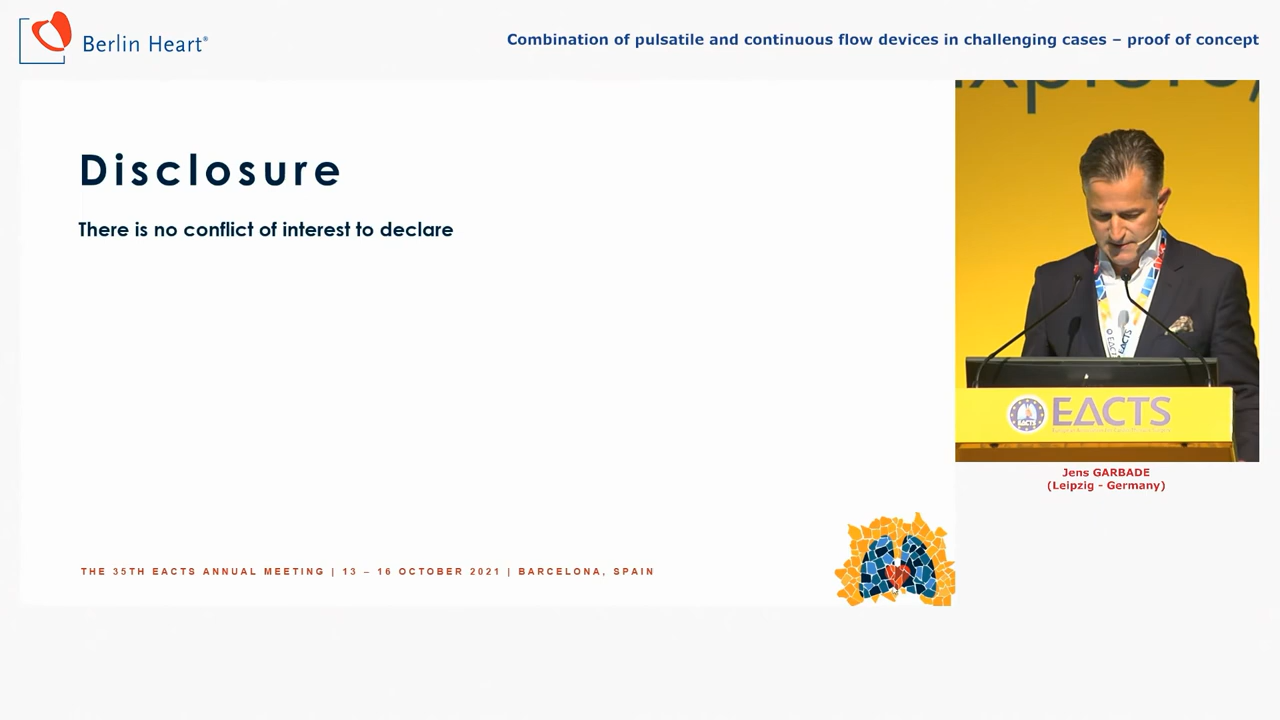 Berlin Heart®
Combination of pulsatile and continuous flow devices in challenging cases – proof of concept
Disclosure
There is no conflict of interest to declare
EACTS
EΔCTS
Jens GARBADE
(Leipzig - Germany)
THE 35TH EACTS ANNUAL MEETING | 13 – 16 OCTOBER 2021 | BARCELONA, SPAIN